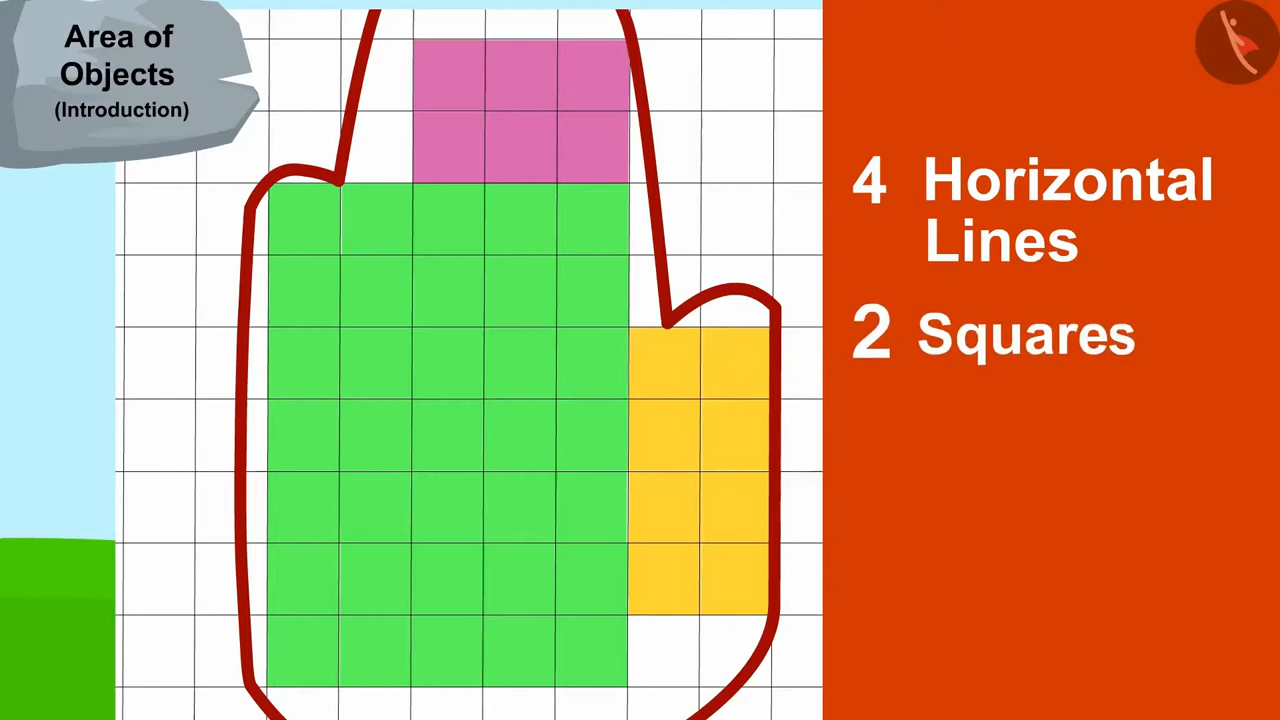 Area of
Objects
(Introduction)
4 Horizontal
Lines
2 Squares